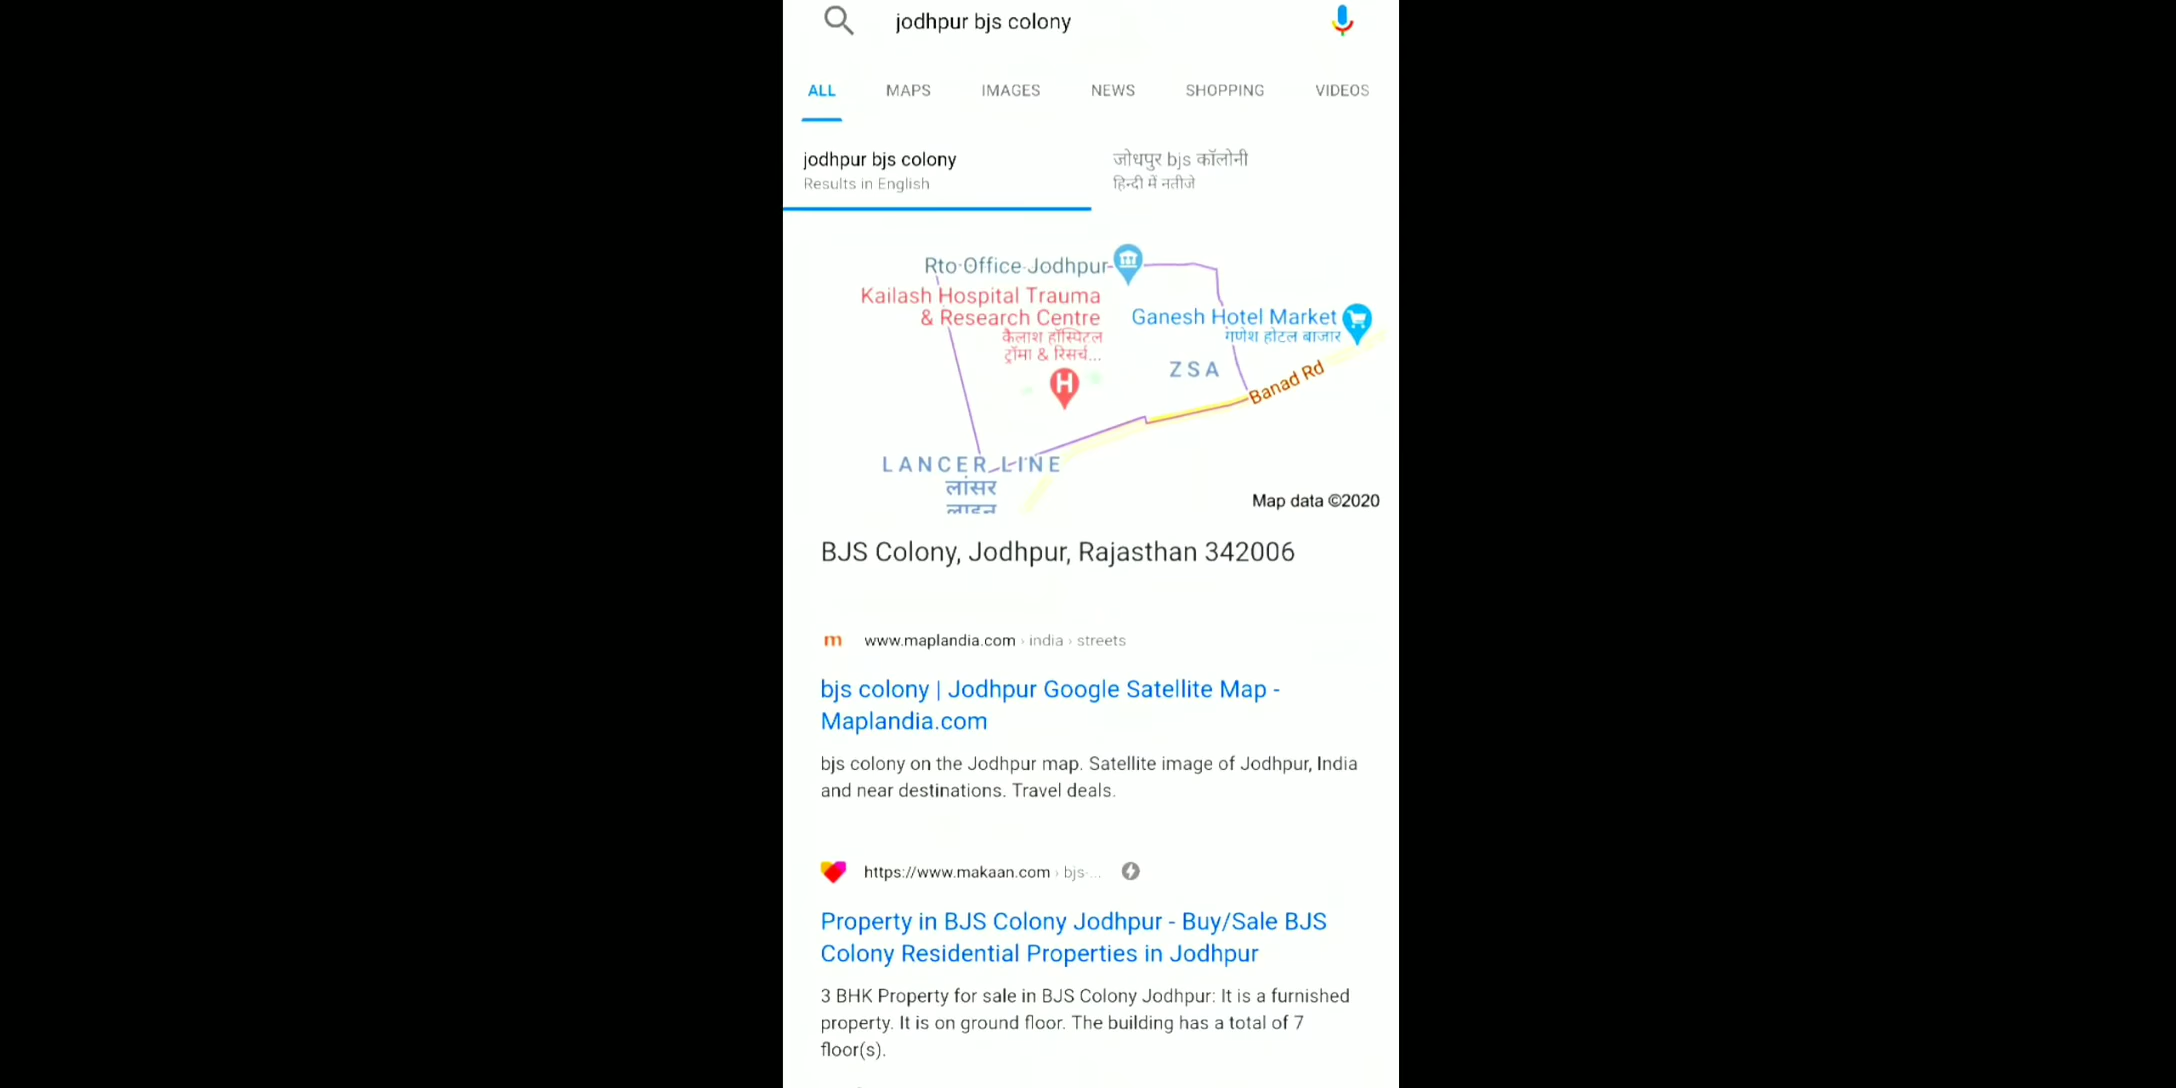 jodhpur bjs colony
ALL MAPS IMAGES NEWS SHOPPING VIDEOS
jodhpur bjs colony
Results in English
जोधपुर bjs कॉलोनी
हिन्दी में नतीजे
Rto Office Jodhpur
Kailash Hospital Trauma
& Research Centre
कैलाश हॉस्पिटल
ट्रॉमा & रिसर्च...
H
Ganesh Hotel Market
गणेश होटल बाजार
ZSA
Banad Rd
LANCER LINE
लांसर
लाइन
Map data ©2020
BJS Colony, Jodhpur, Rajasthan 342006
m www.maplandia.com › india › streets
bjs colony | Jodhpur Google Satellite Map -
Maplandia.com
bjs colony on the Jodhpur map. Satellite image of Jodhpur, India
and near destinations. Travel deals.
https://www.makaan.com › bjs-...
Property in BJS Colony Jodhpur - Buy/Sale BJS
Colony Residential Properties in Jodhpur
3 BHK Property for sale in BJS Colony Jodhpur: It is a furnished
property. It is on ground floor. The building has a total of 7
floor(s).